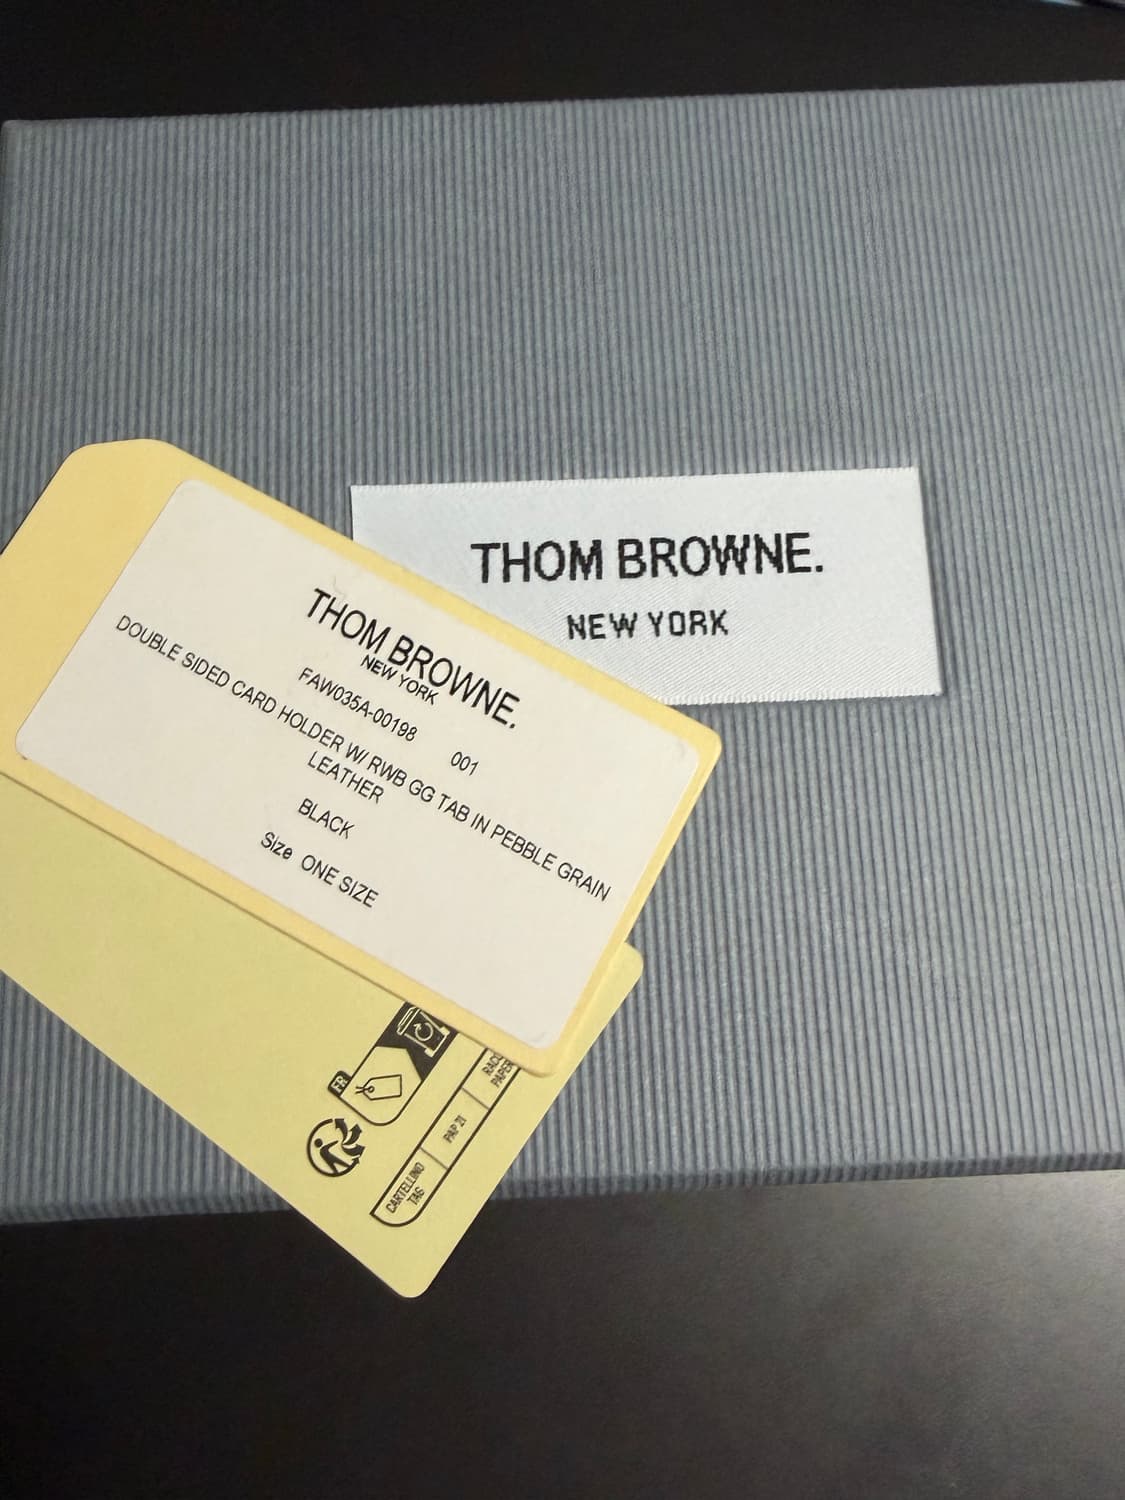 THOM BROWNE.
NEW YORK
THOM BROWNE.
NEW YORK
FAW035A-00198 001
DOUBLE SIDED CARD HOLDER W/ RWB GG TAB IN PEBBLE GRAIN
LEATHER
BLACK
Size ONE SIZE
FR
CARTELLINO
TAG
PAP 21
PAPER